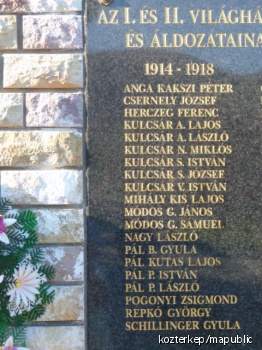 AZ I. ÉS II. VILÁGHÁ
ÉS ÁLDOZATAINA
1914 - 1918
ANGA KAKSZI PÉTER
CSERNELY JÓZSEF
HERCZEG FERENC
KULCSÁR A. LAJOS
KULCSÁR A. LÁSZLÓ
KULCSÁR N. MIKLÓS
KULCSÁR S. ISTVÁN
KULCSÁR S. JÓZSEF
KULCSÁR V. ISTVÁN
MIHÁLY KIS LAJOS
MÓDOS G. JÁNOS
MÓDOS G. SÁMUEL
NAGY LÁSZLÓ
PÁL B. GYULA
PÁL KUTAS LAJOS
PÁL P. ISTVÁN
PÁL P. LÁSZLÓ
POGONYI ZSIGMOND
REPKÓ GYÖRGY
SCHILLINGER GYULA
kozterkep/mapublic